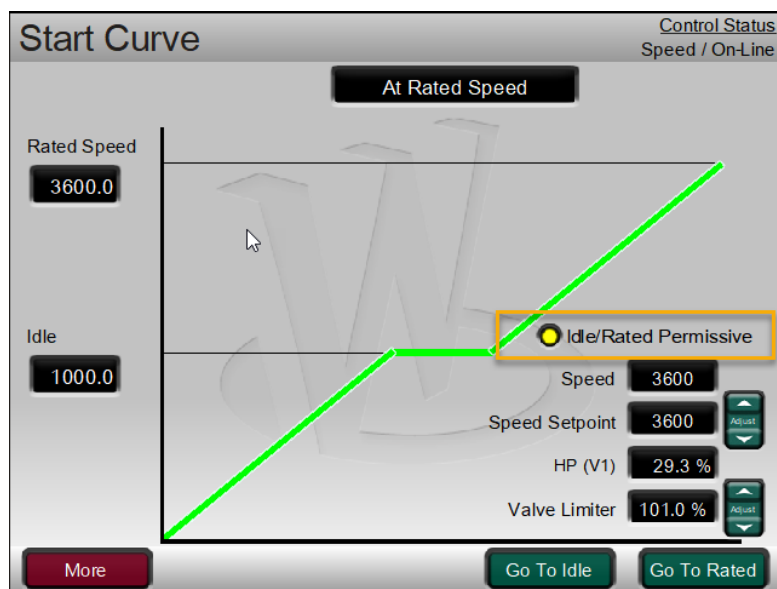 Start Curve
Control Status
Speed / On-Line
At Rated Speed
Rated Speed
3600.0
Idle
1000.0
Idle/Rated Permissive
Speed 3600
Speed Setpoint 3600 Adjust
HP (V1) 29.3 %
Valve Limiter 101.0 % Adjust
More
Go To Idle
Go To Rated